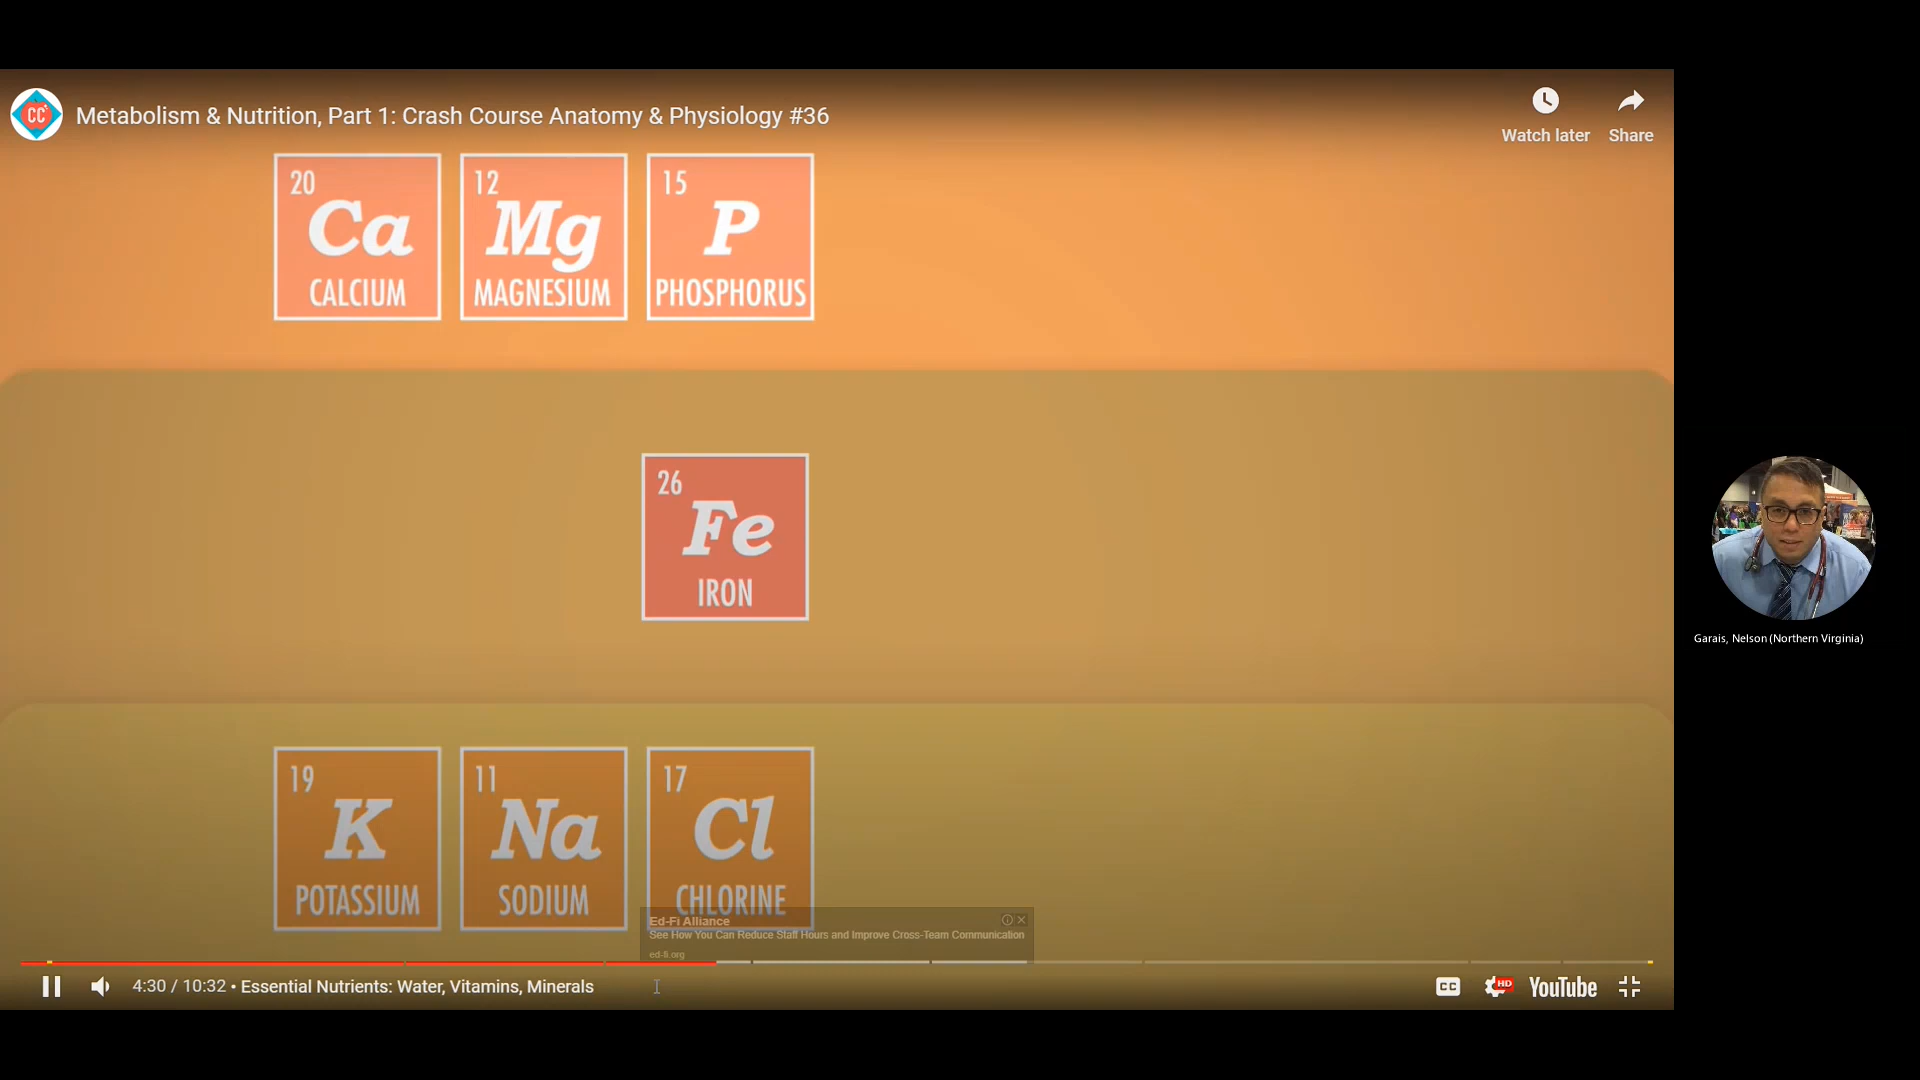 CC
Metabolism & Nutrition, Part 1: Crash Course Anatomy & Physiology #36
Watch later
Share
20
Ca
CALCIUM
12
Mg
MAGNESIUM
15
P
PHOSPHORUS
26
Fe
IRON
19
K
POTASSIUM
11
Na
SODIUM
17
Cl
CHLORINE
Garais, Nelson (Northern Virginia)
Ed-Fi Alliance
See How You Can Reduce Staff Hours and Improve Cross-Team Communication
ed-fi.org
4:30 / 10:32 • Essential Nutrients: Water, Vitamins, Minerals
CC
HD
YouTube